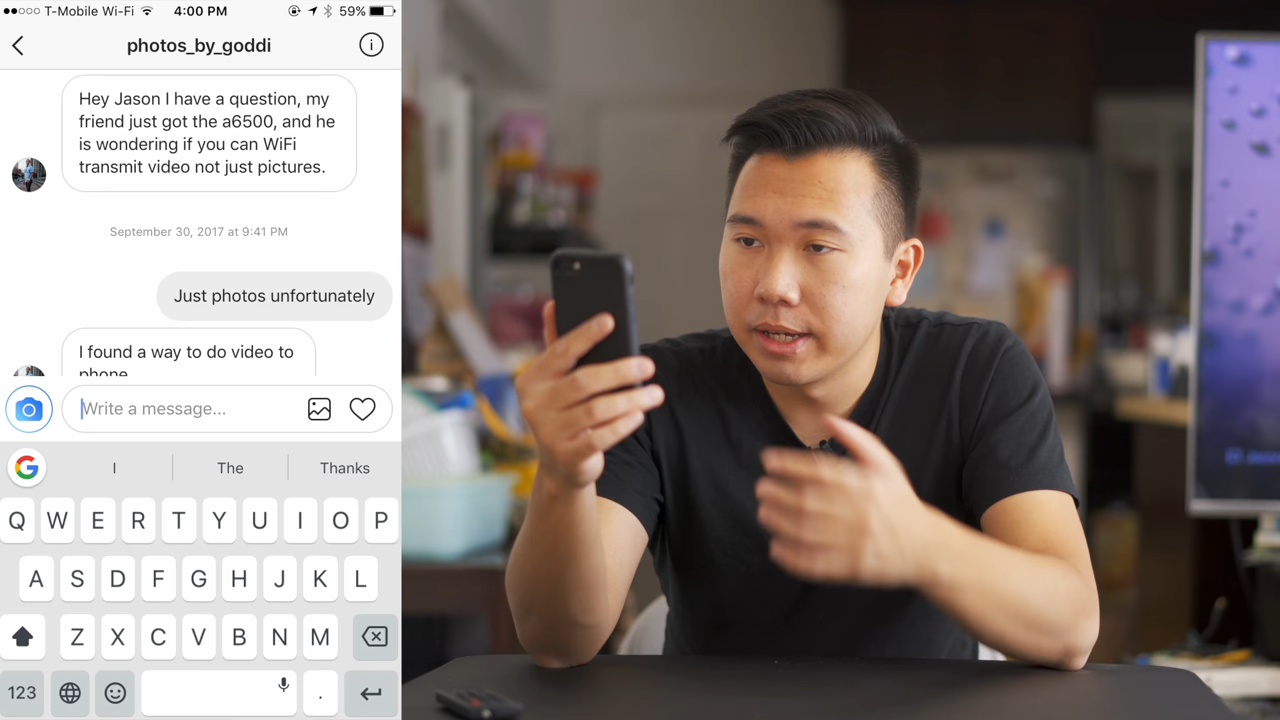 T-Mobile Wi-Fi 4:00 PM 59%
photos_by_goddi
Hey Jason I have a question, my
friend just got the a6500, and he
is wondering if you can WiFi
transmit video not just pictures.
September 30, 2017 at 9:41 PM
Just photos unfortunately
I found a way to do video to
phone
Write a message...
I The Thanks
Q W E R T Y U I O P
A S D F G H J K L
Z X C V B N M
123 .